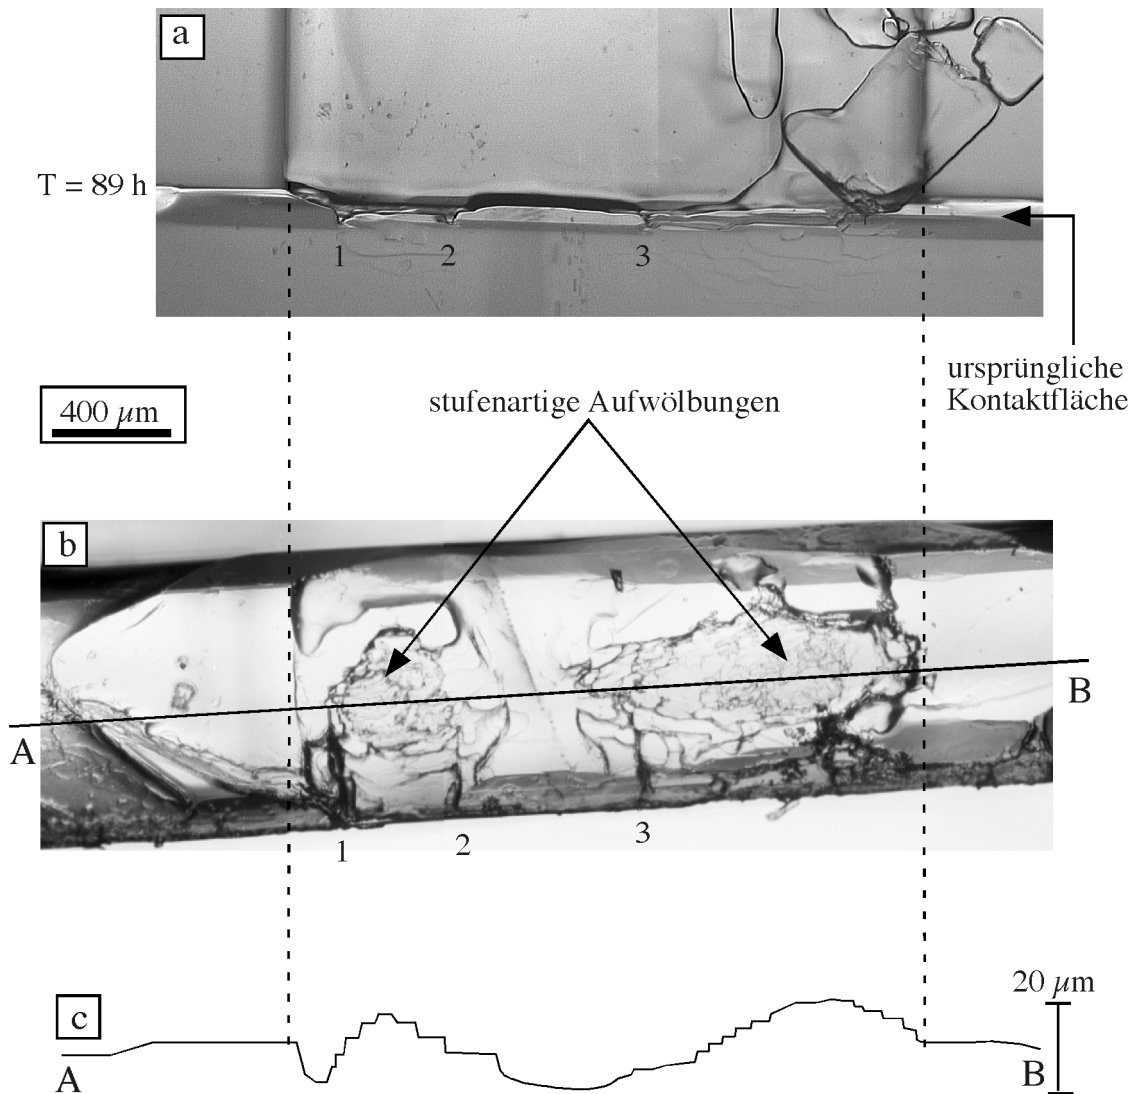 a
T = 89 h
1 2 3
ursprüngliche
Kontaktfläche
400 µm
stufenartige Aufwölbungen
b
A
B
1 2 3
c
20 µm
A
B